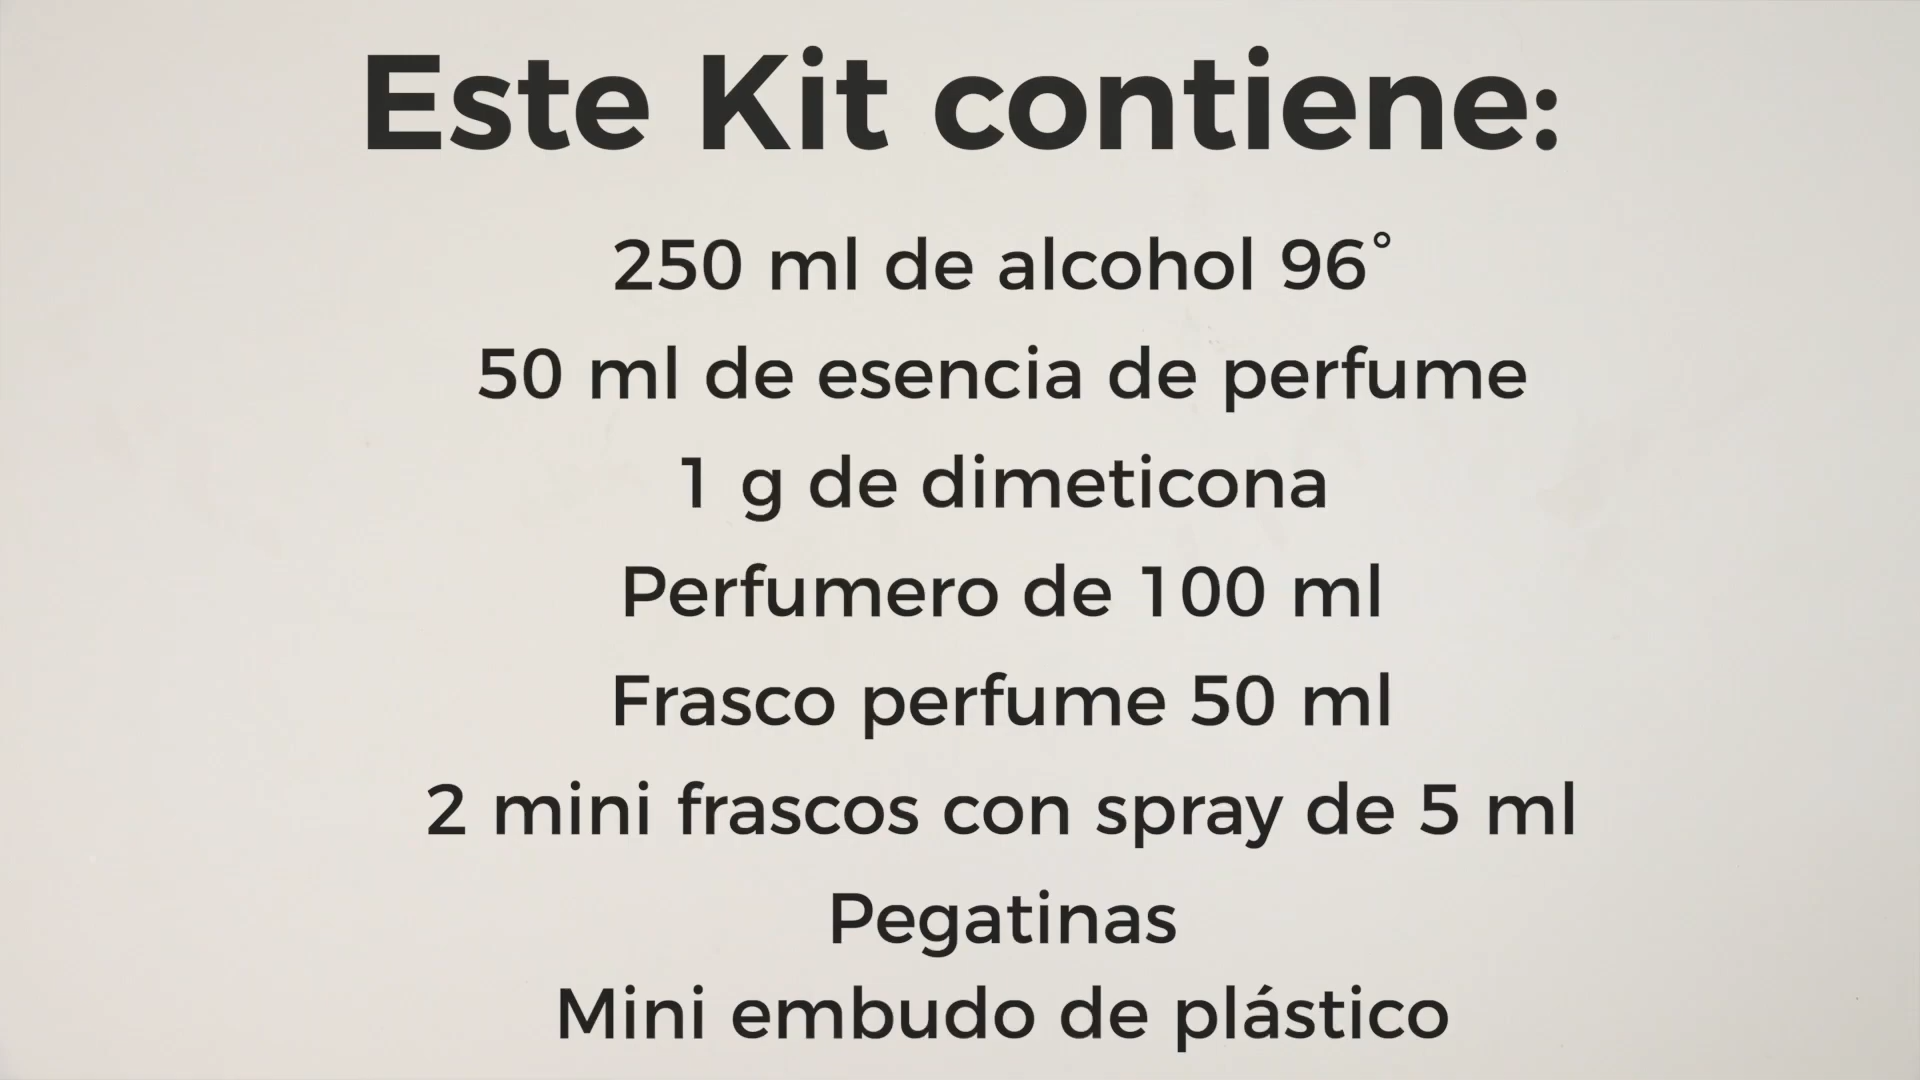 Este Kit contiene:
250 ml de alcohol 96°
50 ml de esencia de perfume
1 g de dimeticona
Perfumero de 100 ml
Frasco perfume 50 ml
2 mini frascos con spray de 5 ml
Pegatinas
Mini embudo de plástico